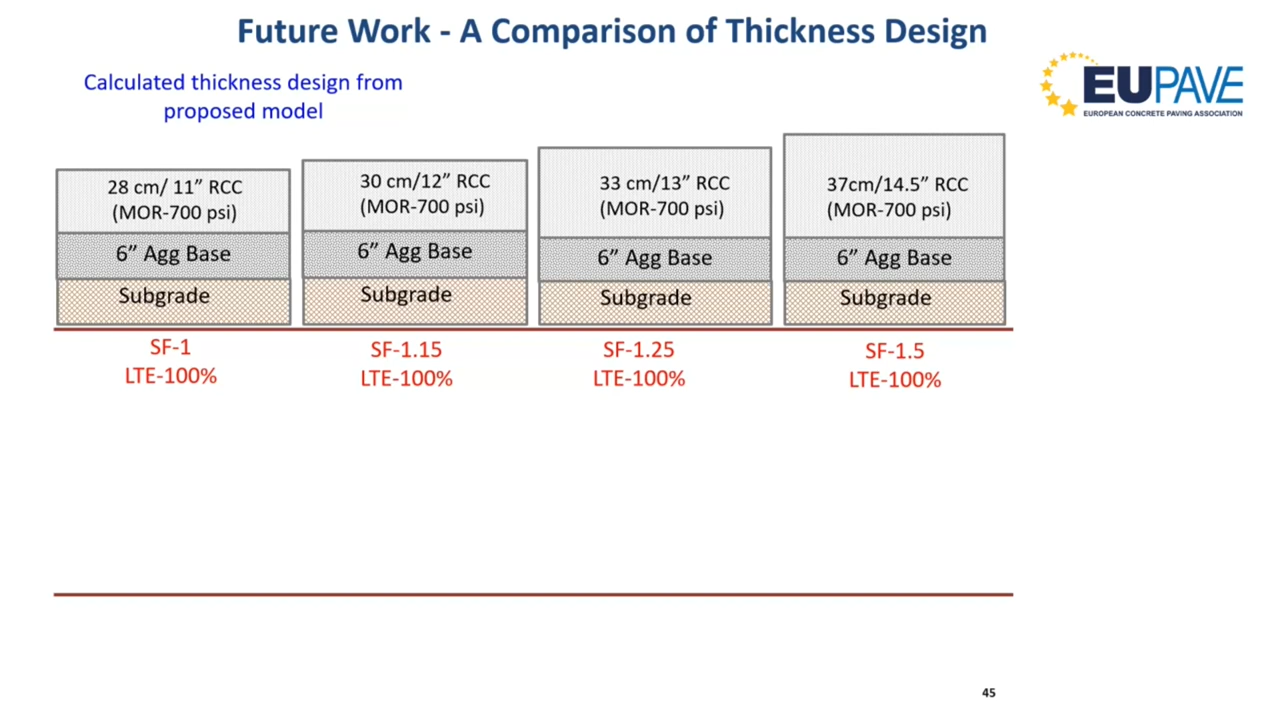 Future Work - A Comparison of Thickness Design
Calculated thickness design from
proposed model
EUPAVE
EUROPEAN CONCRETE PAVING ASSOCIATION
28 cm/ 11” RCC
(MOR-700 psi)
6” Agg Base
Subgrade
SF-1
LTE-100%
30 cm/12” RCC
(MOR-700 psi)
6” Agg Base
Subgrade
SF-1.15
LTE-100%
33 cm/13” RCC
(MOR-700 psi)
6” Agg Base
Subgrade
SF-1.25
LTE-100%
37cm/14.5” RCC
(MOR-700 psi)
6” Agg Base
Subgrade
SF-1.5
LTE-100%
45